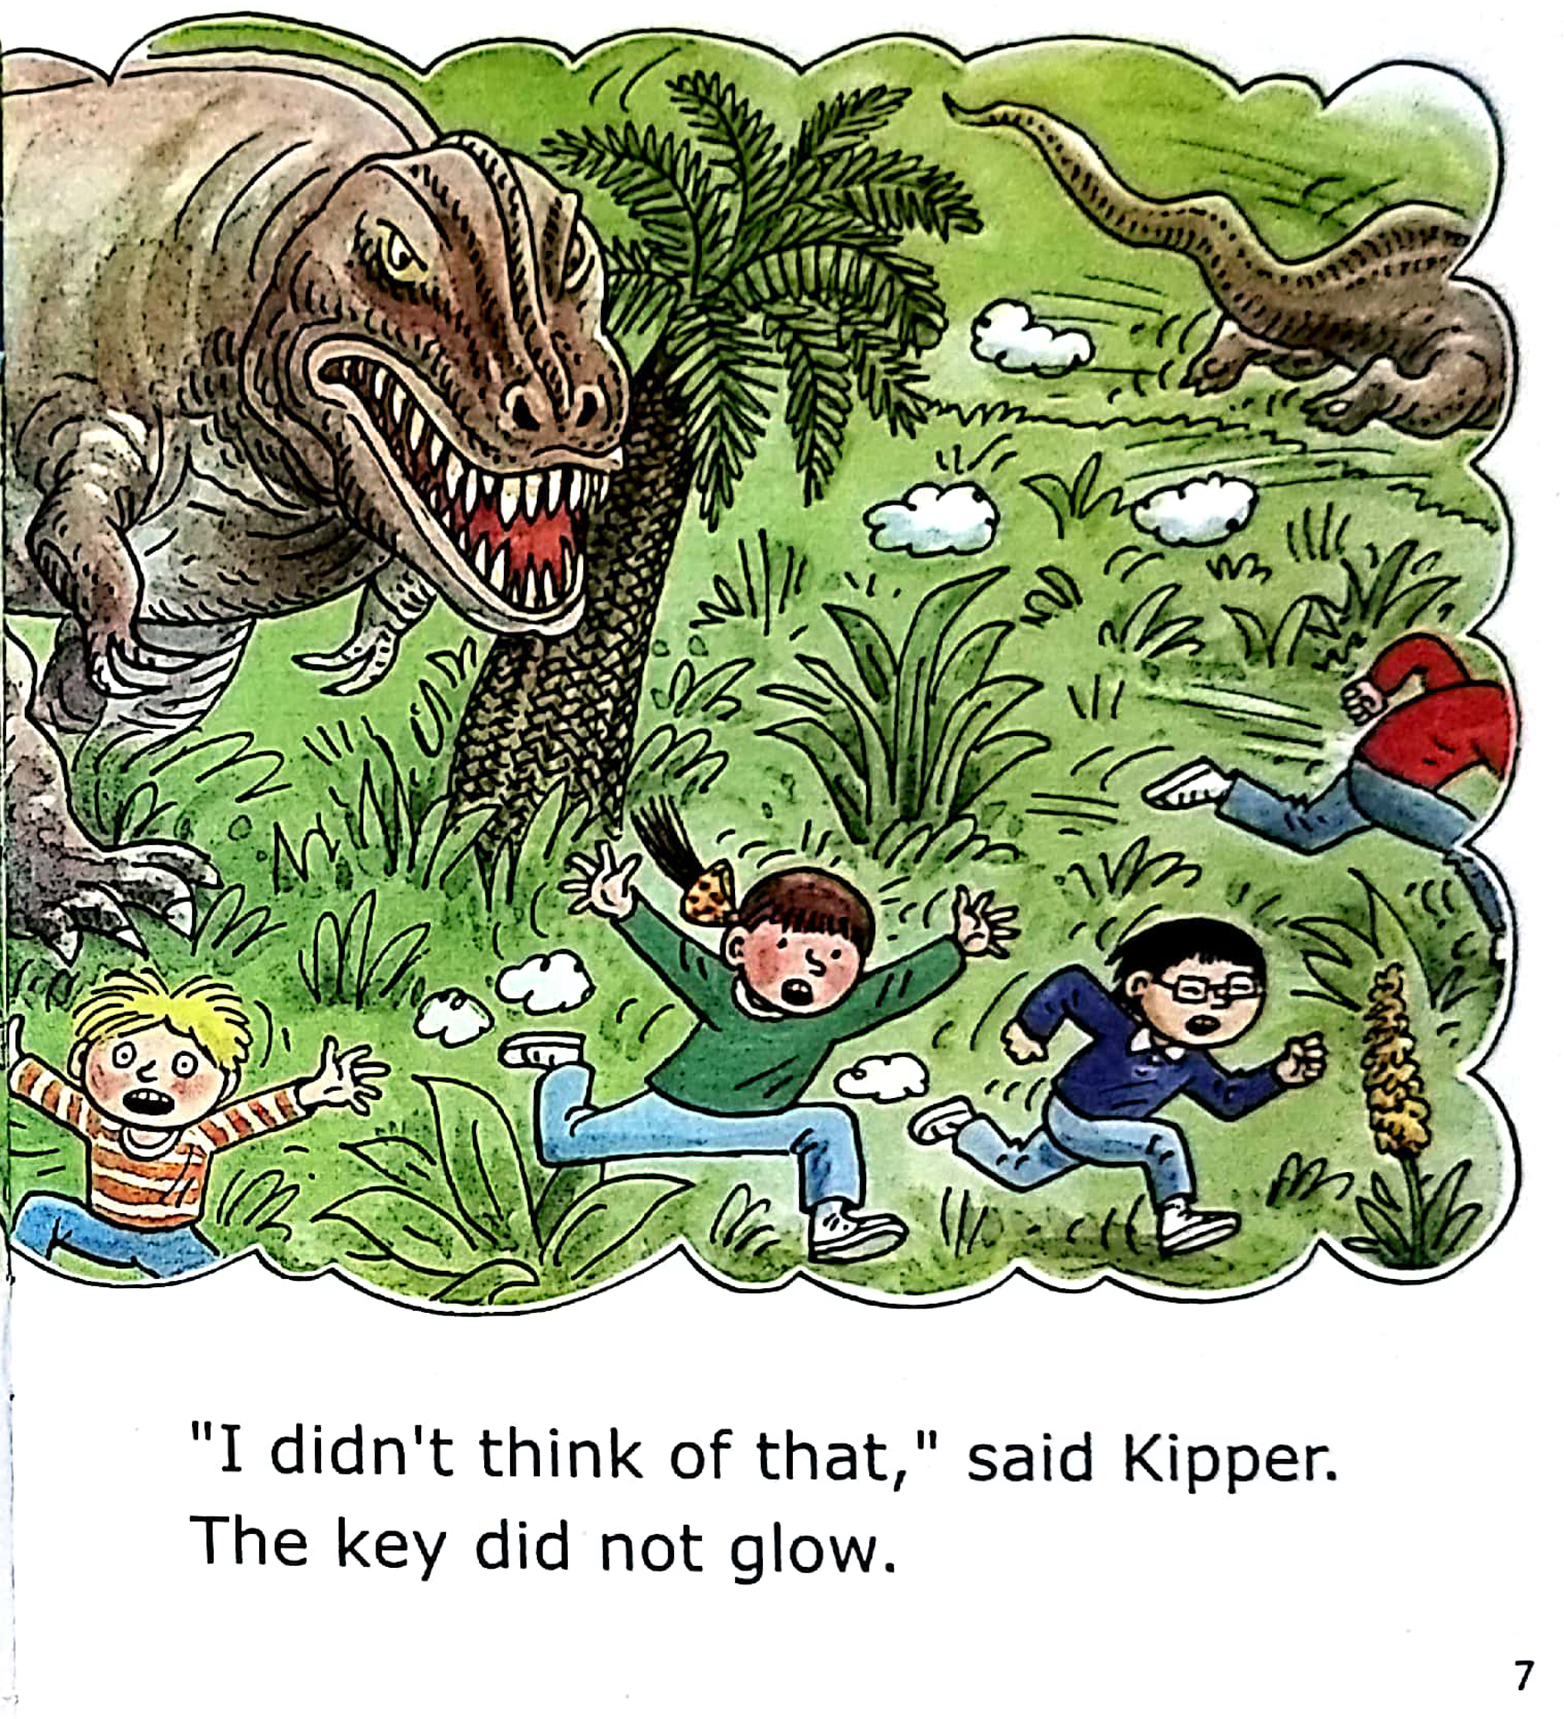 "I didn't think of that," said Kipper.
The key did not glow.
7